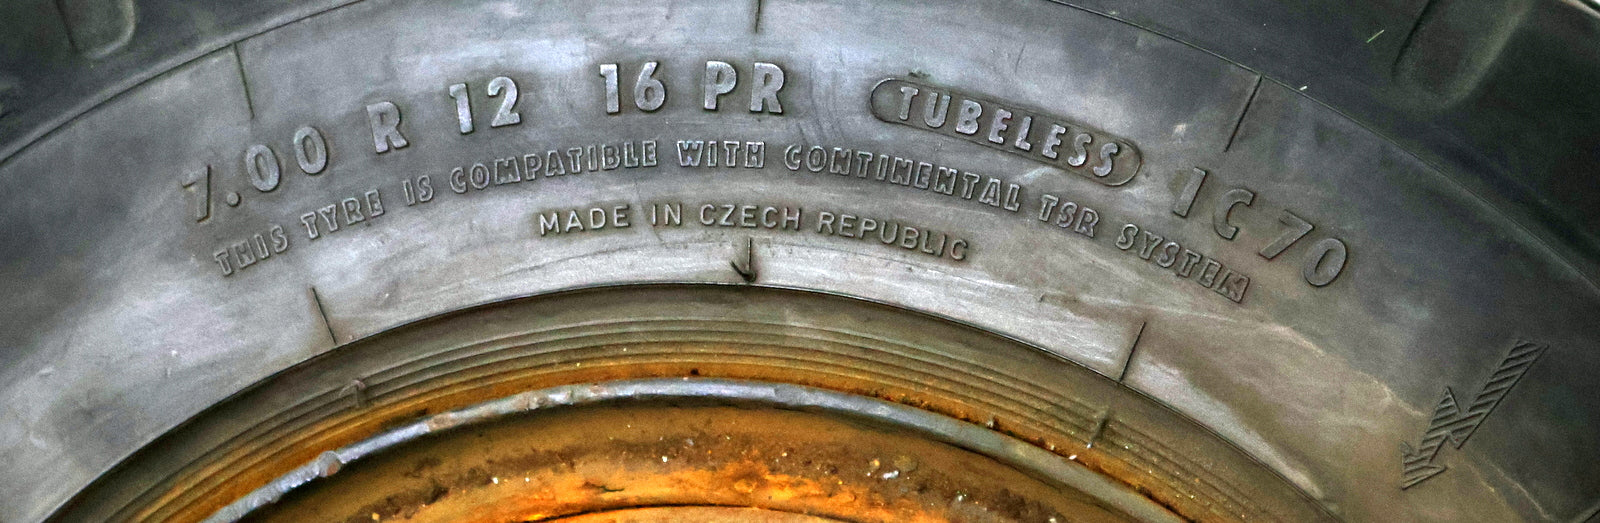 7.00 R 12 16 PR TUBELESS 1C 70
THIS TYRE IS COMPATIBLE WITH CONTINENTAL TSR SYSTEM
MADE IN CZECH REPUBLIC